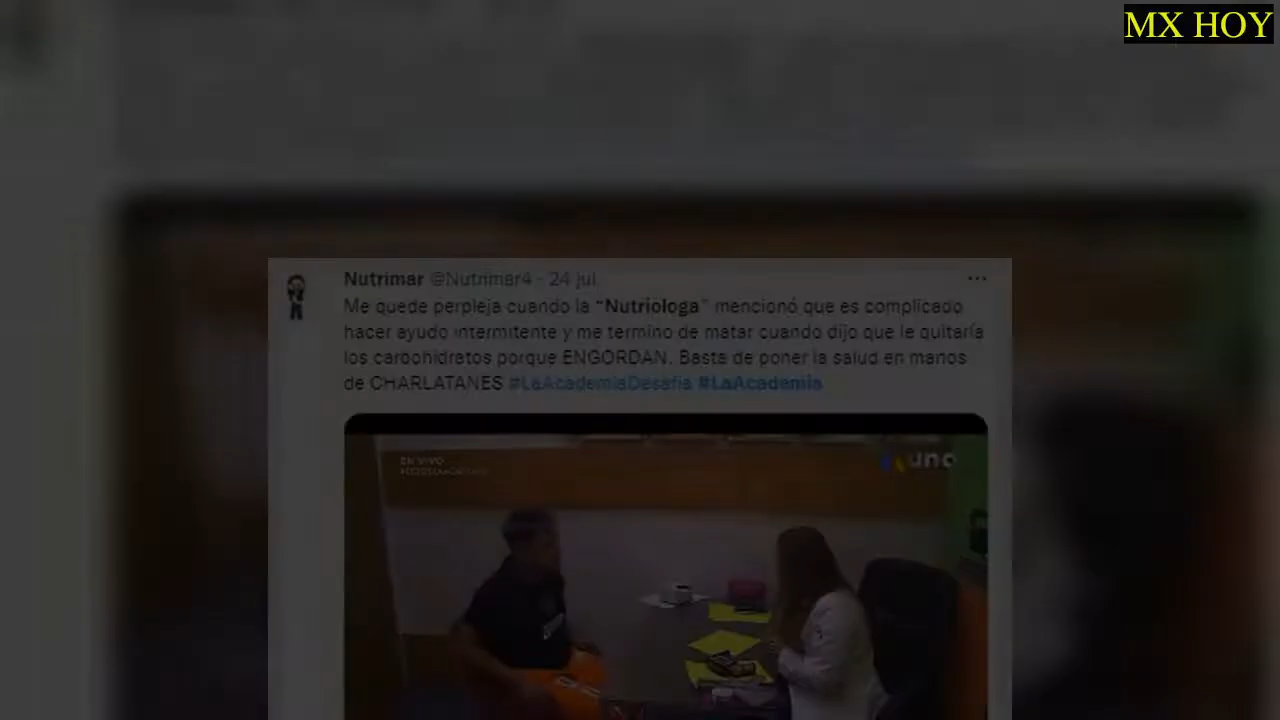 MX HOY
Nutrimar @Nutrimar4 · 24 jul.
Me quede perpleja cuando la “Nutriologa” mencionó que es complicado
hacer ayudo intermitente y me termino de matar cuando dijo que le quitaría
los carbohidratos porque ENGORDAN. Basta de poner la salud en manos
de CHARLATANES #LaAcademiaDesafia #LaAcademia
EN VIVO
uno